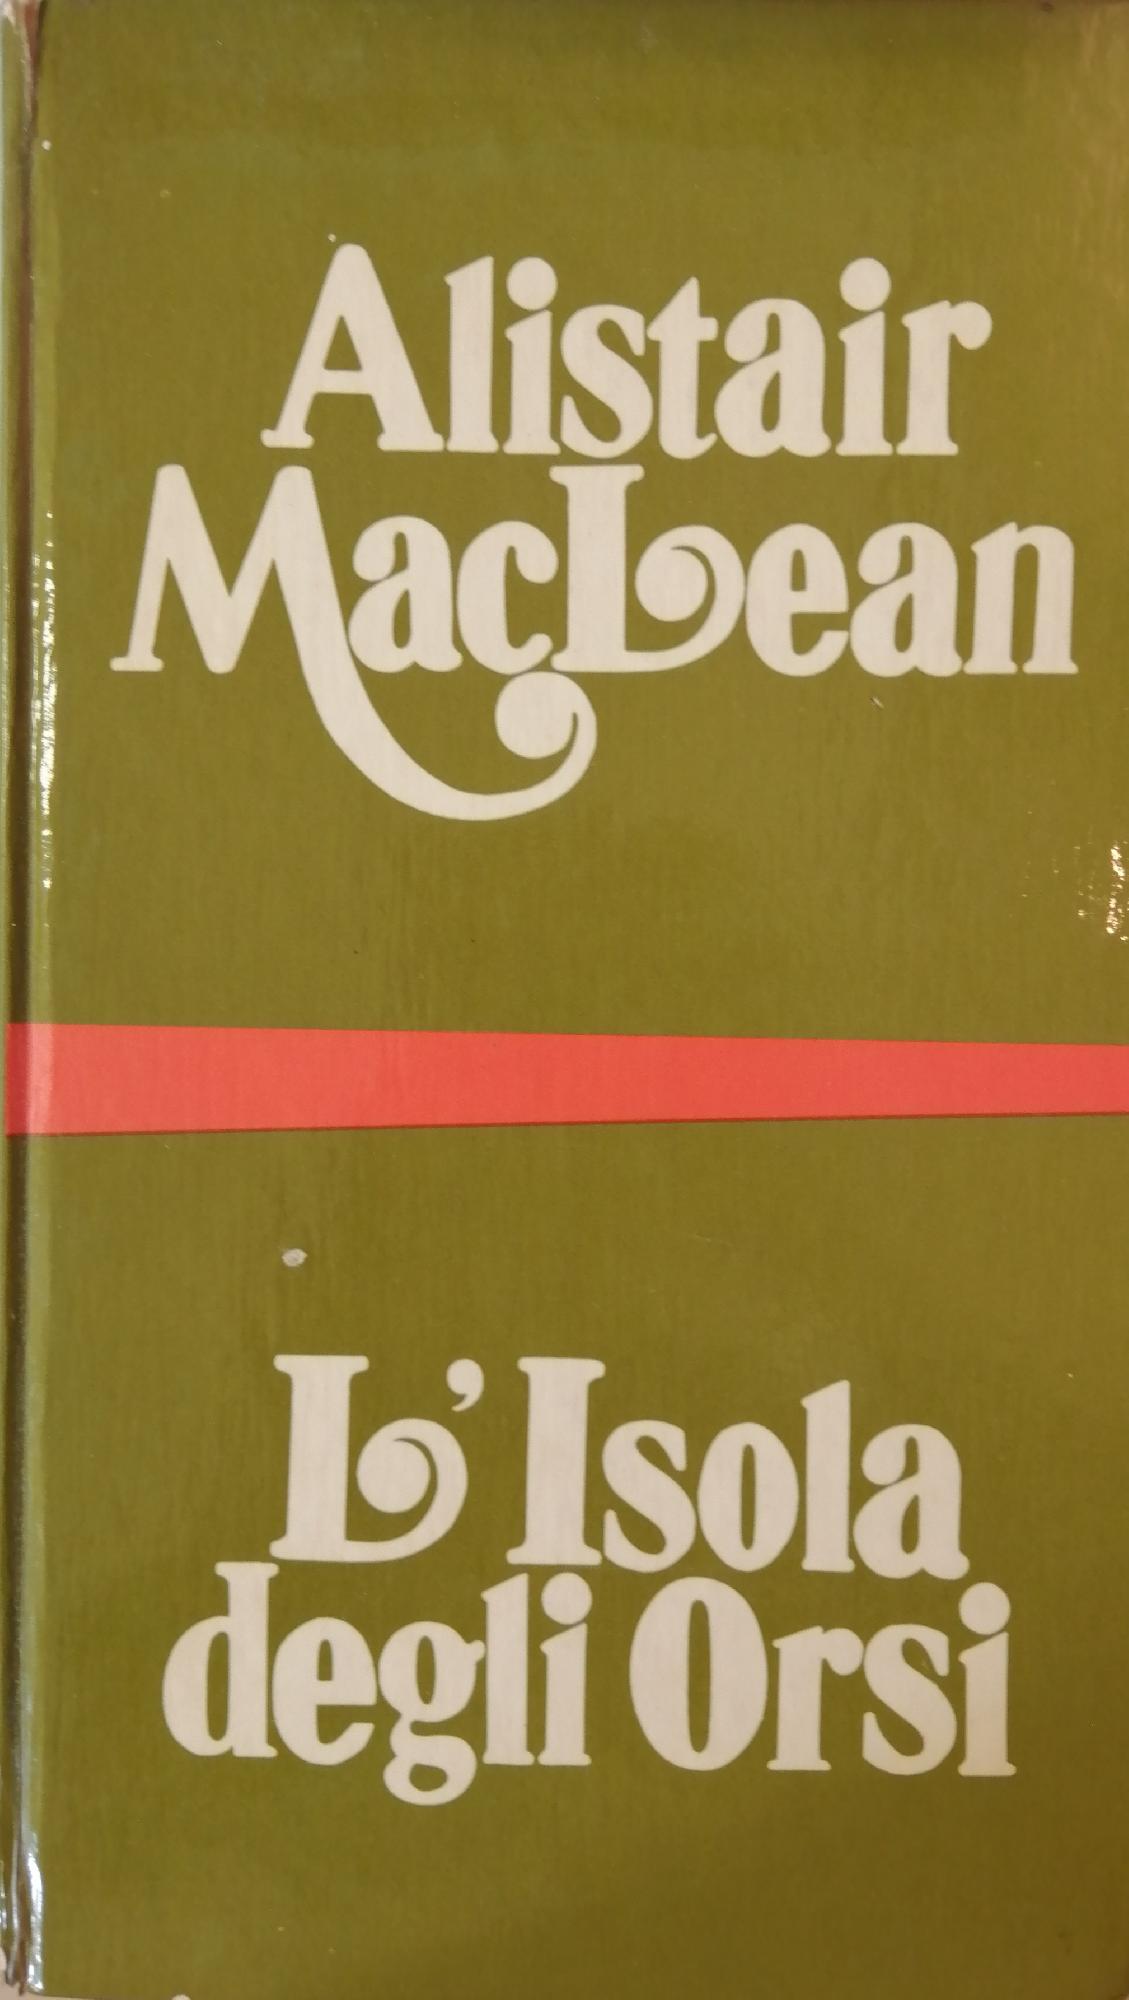 Alistair
MacLean
L'Isola
degli Orsi